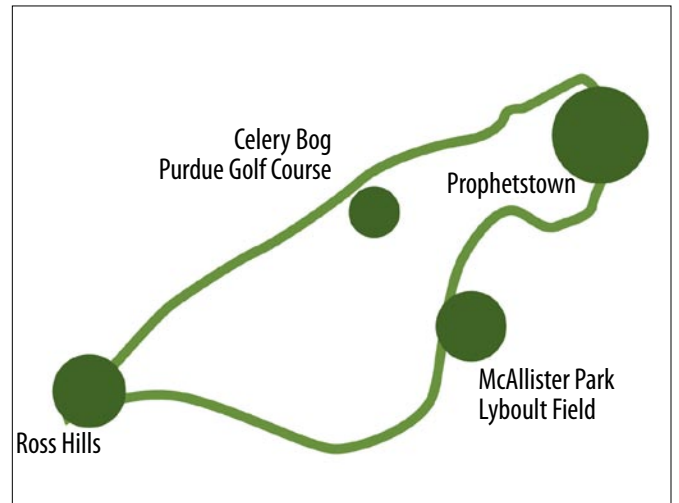 Celery Bog
Purdue Golf Course
Prophetstown
McAllister Park
Lyboult Field
Ross Hills